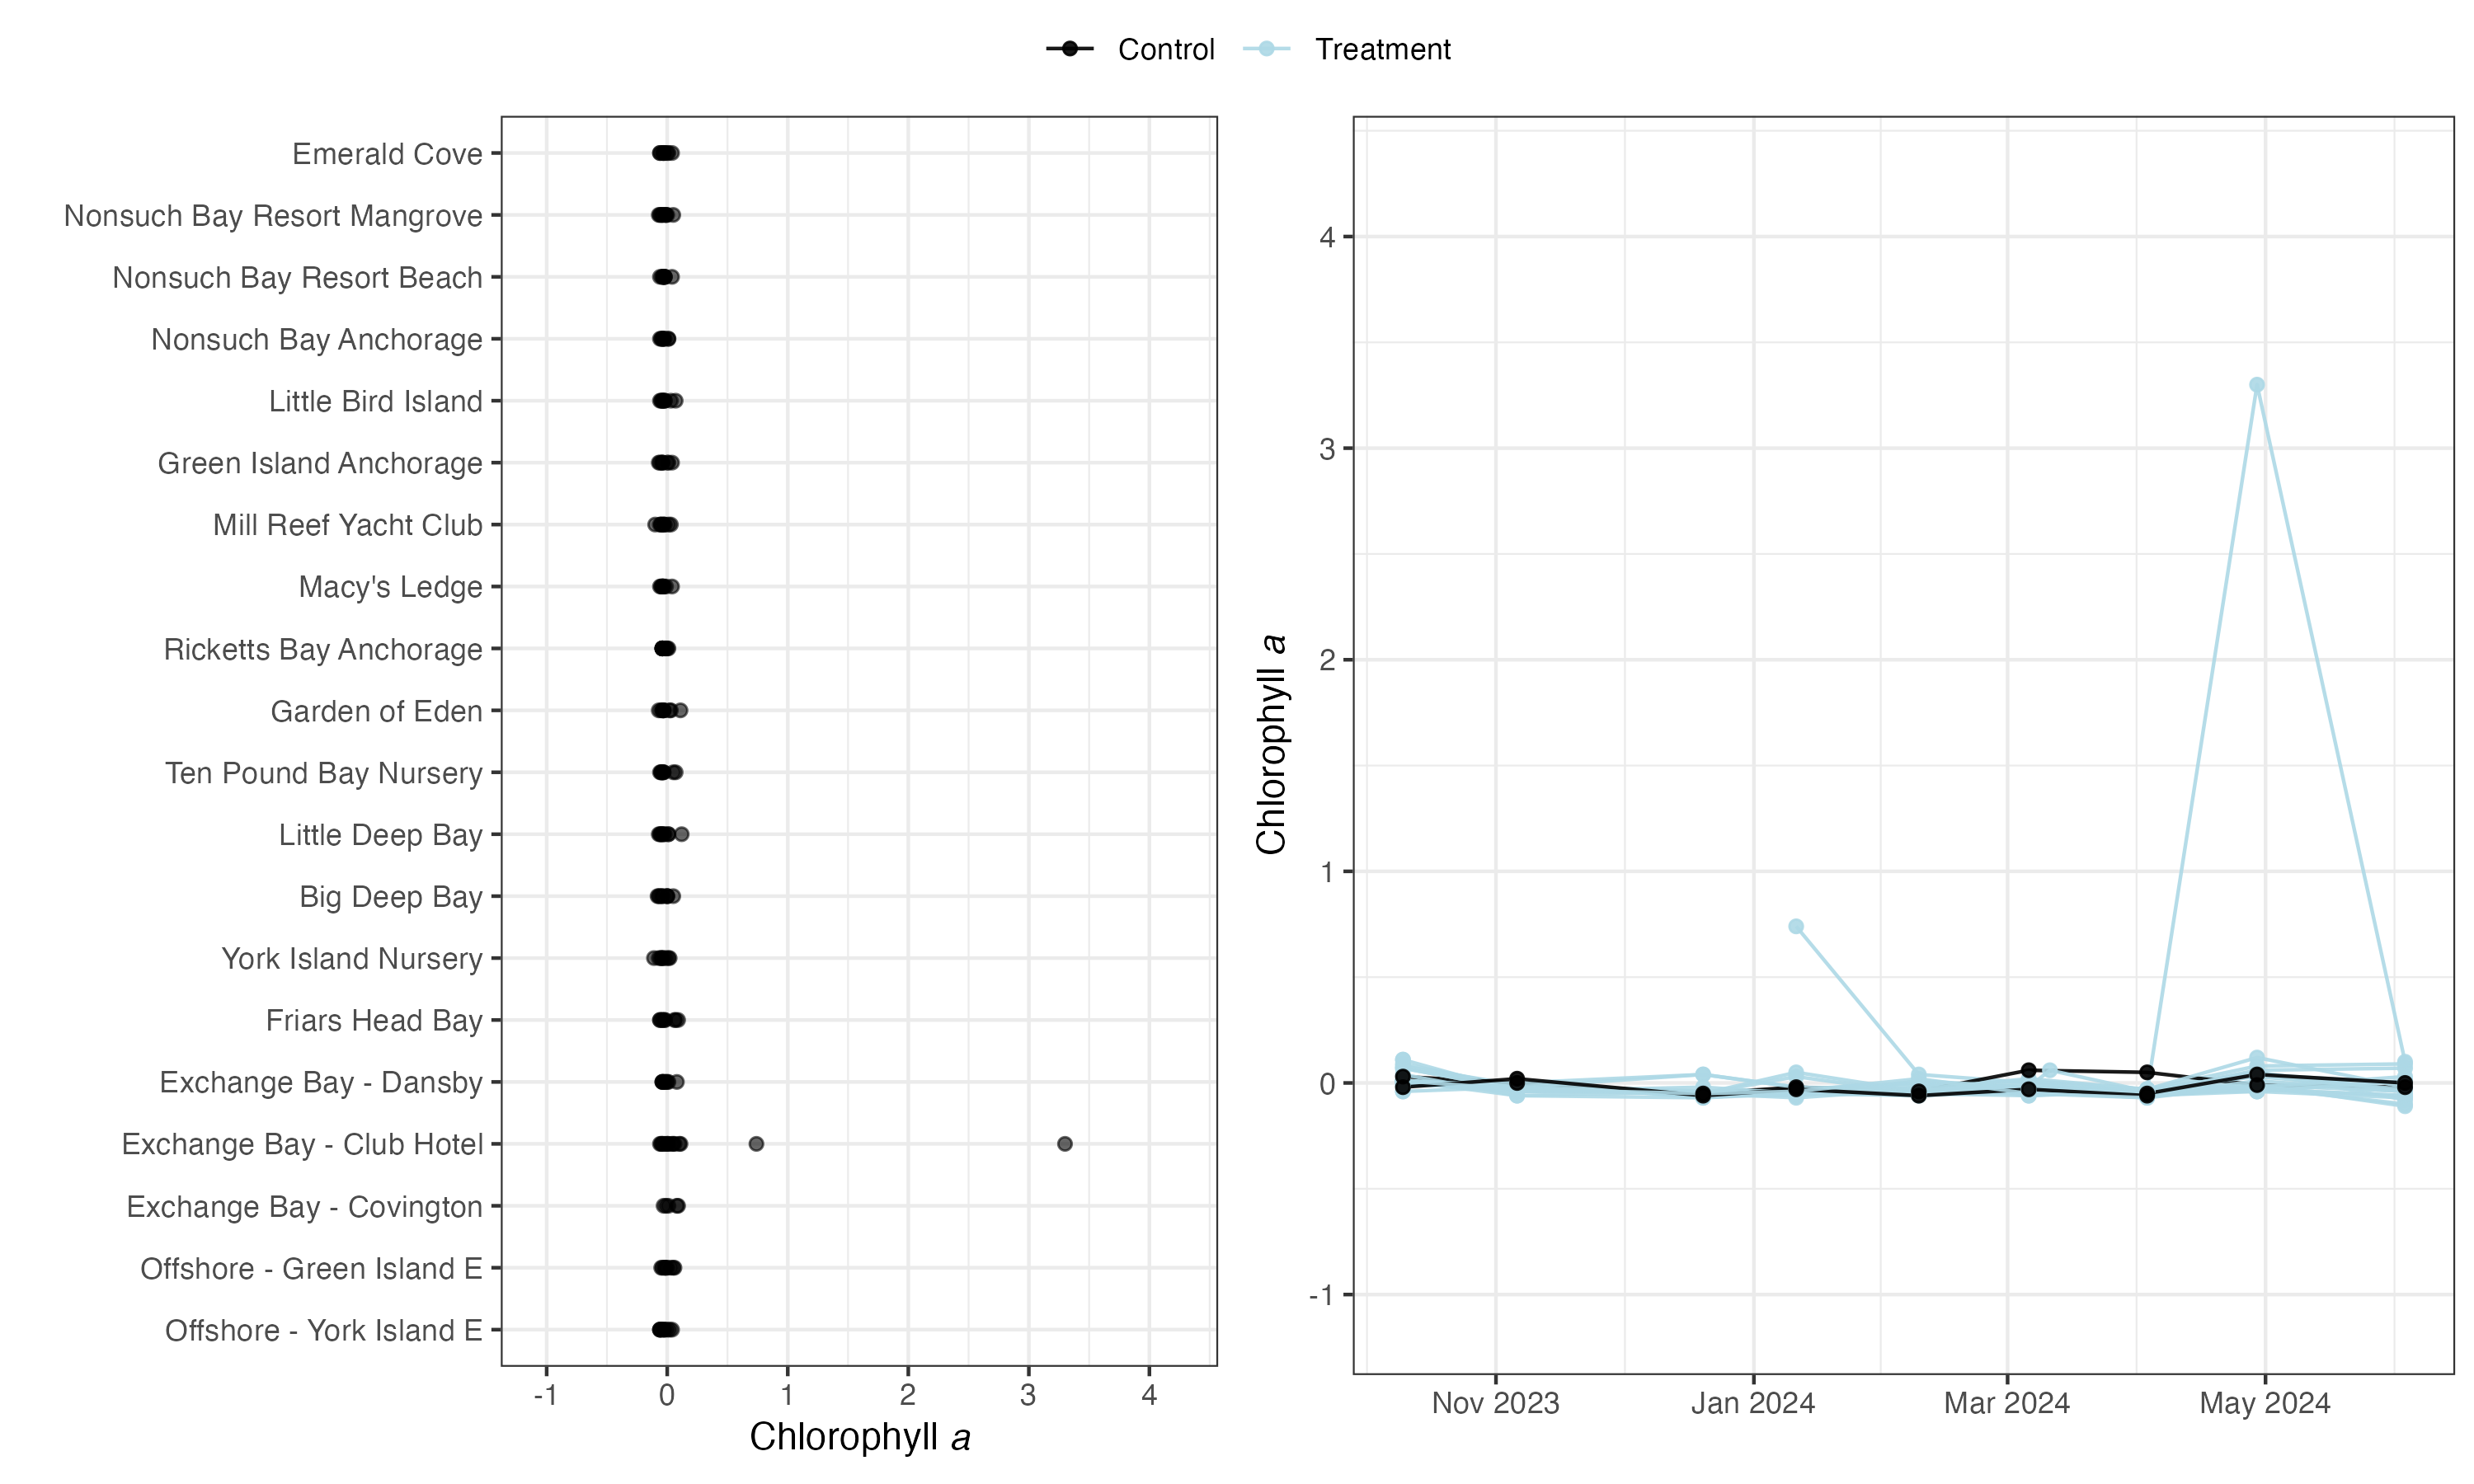 Control Treatment
Emerald Cove
Nonsuch Bay Resort Mangrove
Nonsuch Bay Resort Beach
Nonsuch Bay Anchorage
Little Bird Island
Green Island Anchorage
Mill Reef Yacht Club
Macy's Ledge
Ricketts Bay Anchorage
Garden of Eden
Ten Pound Bay Nursery
Little Deep Bay
Big Deep Bay
York Island Nursery
Friars Head Bay
Exchange Bay - Dansby
Exchange Bay - Club Hotel
Exchange Bay - Covington
Offshore - Green Island E
Offshore - York Island E
-1 0 1 2 3 4
Chlorophyll a
Chlorophyll a
4
3
2
1
0
-1
Nov 2023 Jan 2024 Mar 2024 May 2024